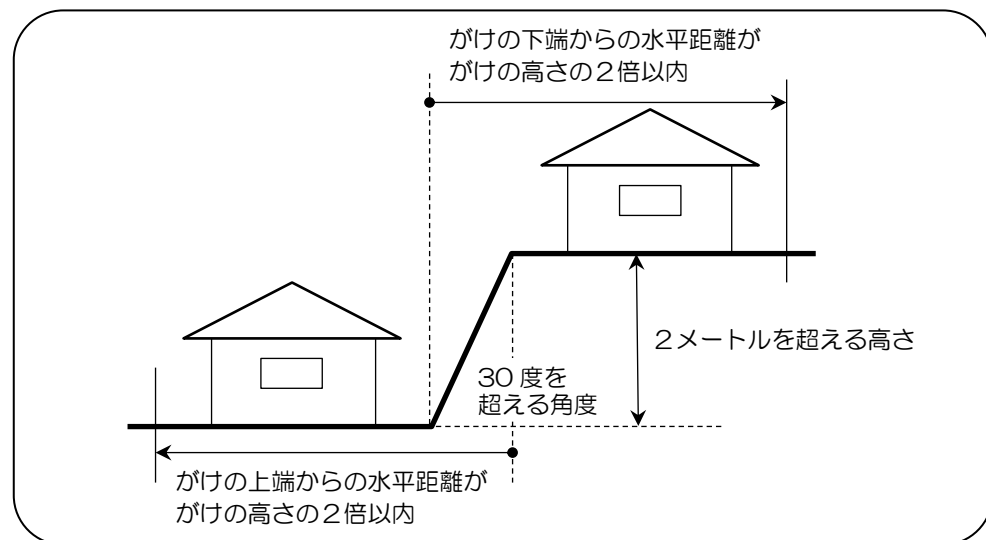 がけの下端からの水平距離が
がけの高さの２倍以内
２メートルを超える高さ
30 度を
超える角度
がけの上端からの水平距離が
がけの高さの２倍以内